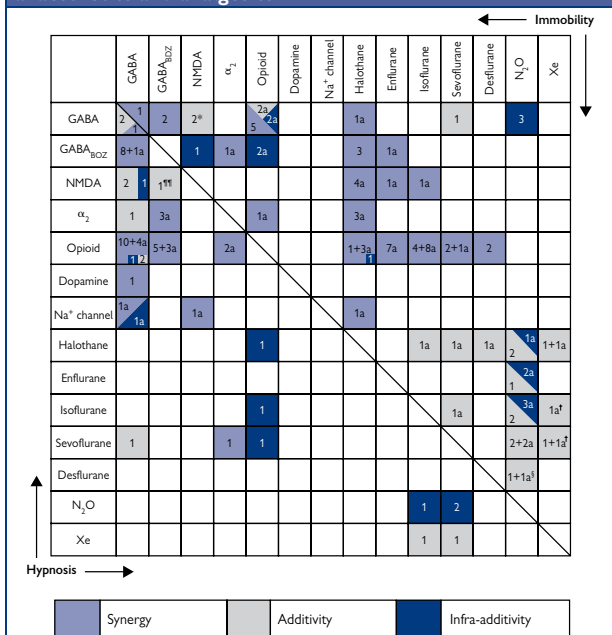 ← Immobility
GABA GABA_BOZ NMDA α₂ Opioid Dopamine Na⁺ channel Halothane Enflurane Isoflurane Sevoflurane Desflurane N₂O Xe
GABA 2 1 1 2 2* 2a 2a 5 1a 1 3
GABA_BOZ 8+1a 1 1a 2a 3 1a
NMDA 2 1 1¶¶ 4a 1a 1a
α₂ 1 3a 1a 3a
Opioid 10+4a 1 2 5+3a 2a 1+3a 1 7a 4+8a 2+1a 2
Dopamine 1
Na⁺ channel 1a 1a 1a 1a
Halothane 1 1a 1a 1a 2 1a 1+1a
Enflurane 1 2a
Isoflurane 1 1a 2 3a 1a†
Sevoflurane 1 1 1 2+2a 1+1a†
Desflurane 1+1a§
N₂O 1 2
Xe 1 1
Hypnosis →
Synergy Additivity Infra-additivity